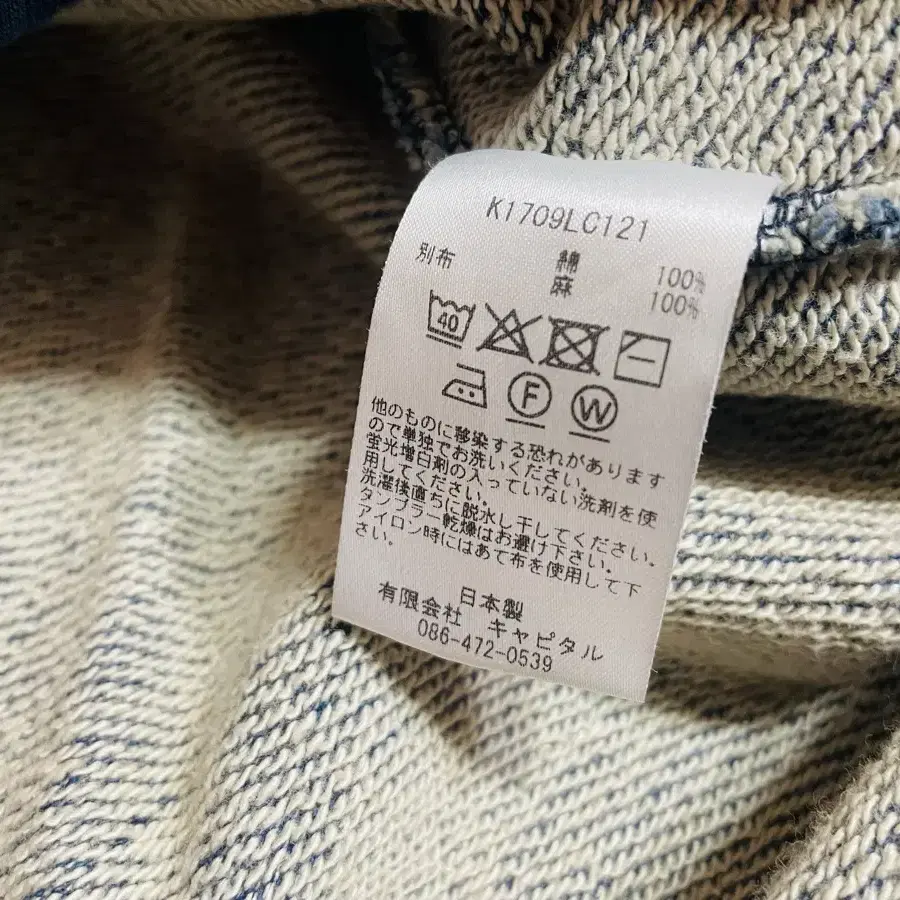 K1709LC121
綿 100%
別布 麻 100%
40
F W
他のものに移染する恐れがあります
ので単独でお洗いください。
蛍光増白剤の入っていない洗剤を使
用してください。
洗濯後直ちに脱水し干してください。
タンブラー乾燥はお避け下さい。
アイロン時にはあて布を使用して下
さい。
日本製
有限会社 キャピタル
086-472-0539